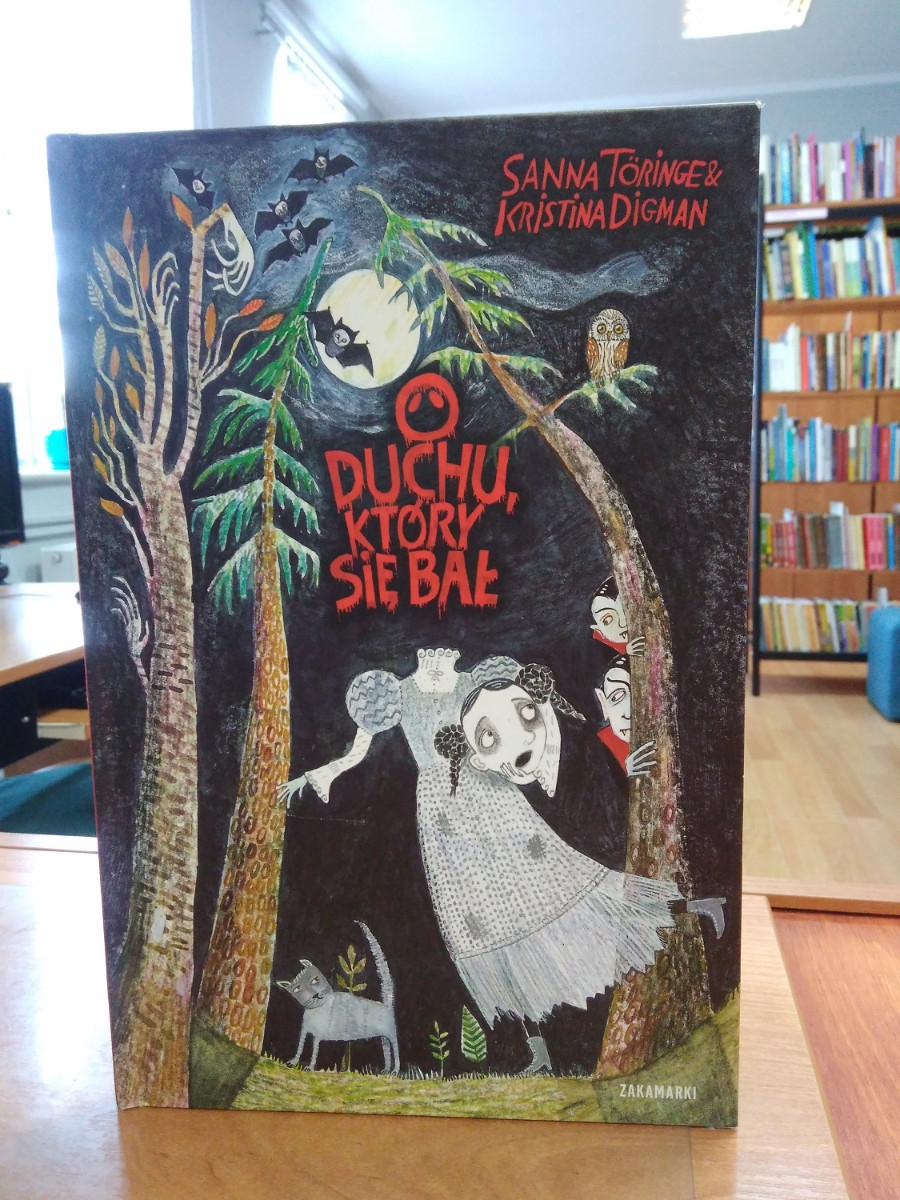 SANNA TÖRINGE &
KRISTINA DIGMAN
O
DUCHU,
KTÓRY
SIĘ BAŁ
ZAKAMARKI